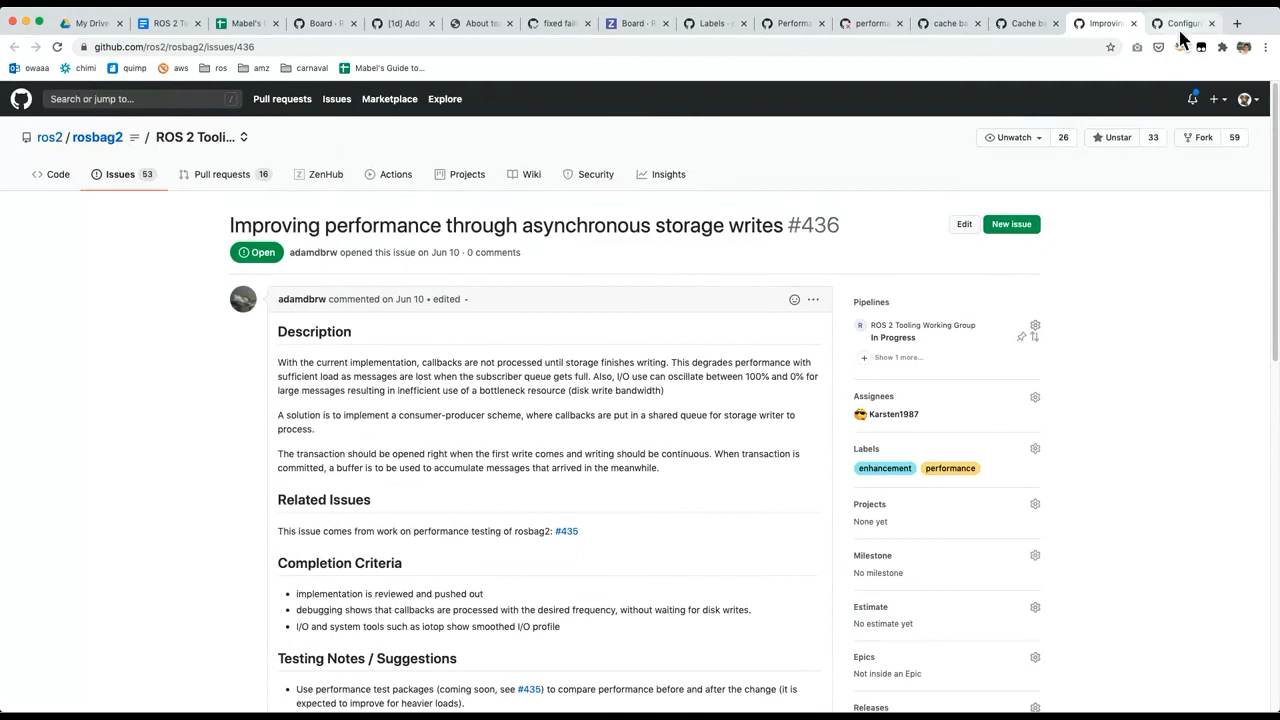 My Drive
ROS 2 To
Mabel's
Board · R
[1d] Add
About to
fixed faili
Board · R
Labels ·
Performa
performa
cache ba
Cache b
Improvin
Configur
github.com/ros2/rosbag2/issues/436
owaaa
chimi
quimp
aws
ros
amz
carnaval
Mabel's Guide to...
Search or jump to...
/
Pull requests
Issues
Marketplace
Explore
ros2 / rosbag2 / ROS 2 Tooli...
Unwatch
26
Unstar
33
Fork
59
Code
Issues 53
Pull requests 16
ZenHub
Actions
Projects
Wiki
Security
Insights
Improving performance through asynchronous storage writes #436
Edit
New issue
Open
adamdbrw opened this issue on Jun 10 · 0 comments
adamdbrw commented on Jun 10 • edited
Description
With the current implementation, callbacks are not processed until storage finishes writing. This degrades performance with
sufficient load as messages are lost when the subscriber queue gets full. Also, I/O use can oscillate between 100% and 0% for
large messages resulting in inefficient use of a bottleneck resource (disk write bandwidth)
A solution is to implement a consumer-producer scheme, where callbacks are put in a shared queue for storage writer to
process.
The transaction should be opened right when the first write comes and writing should be continuous. When transaction is
committed, a buffer is to be used to accumulate messages that arrived in the meanwhile.
Related Issues
This issue comes from work on performance testing of rosbag2: #435
Completion Criteria
• implementation is reviewed and pushed out
• debugging shows that callbacks are processed with the desired frequency, without waiting for disk writes.
• I/O and system tools such as iotop show smoothed I/O profile
Testing Notes / Suggestions
• Use performance test packages (coming soon, see #435) to compare performance before and after the change (it is
expected to improve for heavier loads).
Pipelines
R
ROS 2 Tooling Working Group
In Progress
Show 1 more...
Assignees
Karsten1987
Labels
enhancement
performance
Projects
None yet
Milestone
No milestone
Estimate
No estimate yet
Epics
Not inside an Epic
Releases